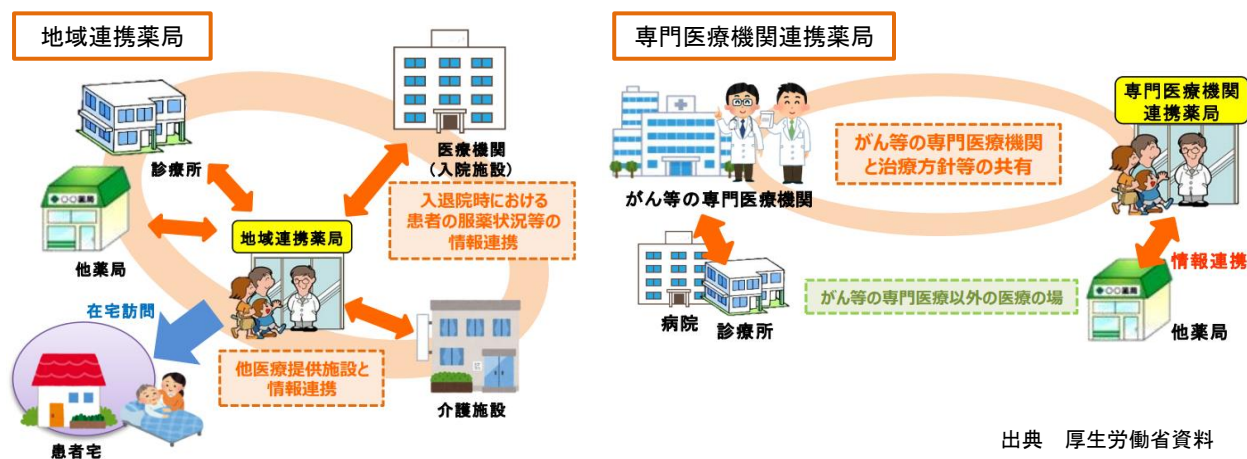 地域連携薬局
診療所
医療機関
(入院施設)
○○薬局
他薬局
地域連携薬局
入退院時における
患者の服薬状況等の
情報連携
在宅訪問
他医療提供施設と
情報連携
介護施設
患者宅
専門医療機関連携薬局
専門医療機関
連携薬局
がん等の専門医療機関
と治療方針等の共有
がん等の専門医療機関
情報連携
がん等の専門医療以外の医療の場
○○薬局
病院
診療所
他薬局
出典 厚生労働省資料